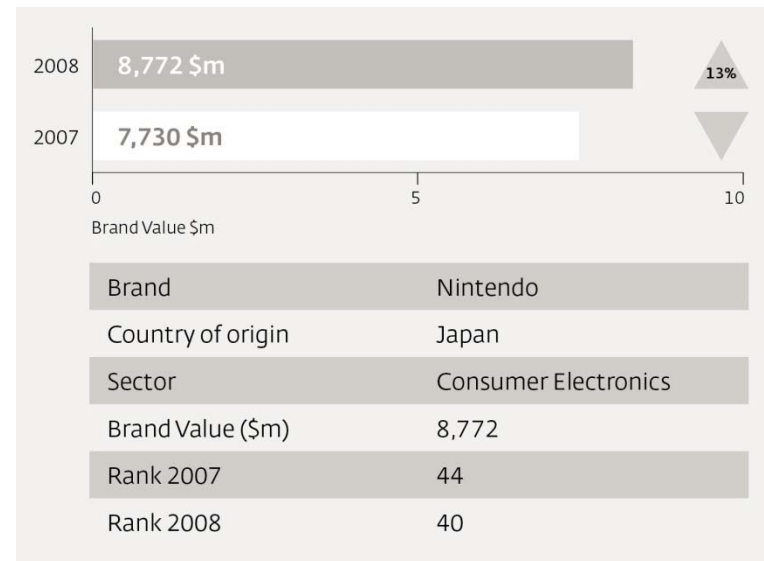 2008 8,772 $m 13%
2007 7,730 $m
0 5 10
Brand Value $m
Brand Nintendo
Country of origin Japan
Sector Consumer Electronics
Brand Value ($m) 8,772
Rank 2007 44
Rank 2008 40